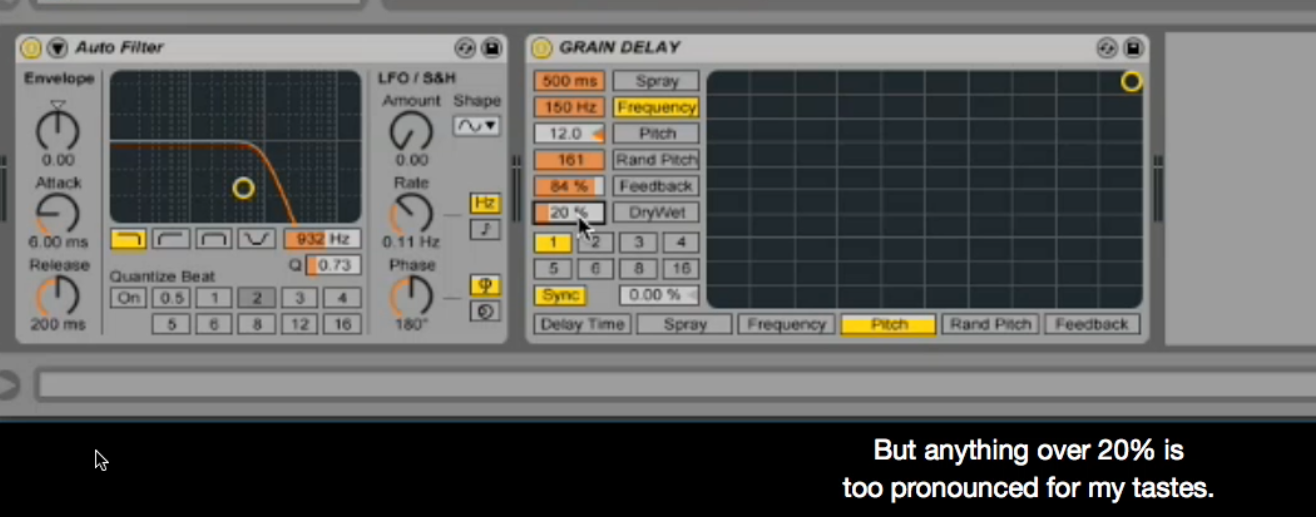 Auto Filter
Envelope
0.00
Attack
6.00 ms
Release
200 ms
932 Hz
Q 0.73
Quantize Beat
On 0.5 1 2 3 4
5 6 8 12 16
LFO / S&H
Amount Shape
0.00
Rate
0.11 Hz
Hz
Phase
180°
GRAIN DELAY
500 ms Spray
150 Hz Frequency
12.0 Pitch
161 Rand Pitch
84 % Feedback
20 % DryWet
1 2 3 4
5 6 8 16
Sync 0.00 %
Delay Time Spray Frequency Pitch Rand Pitch Feedback
But anything over 20% is
too pronounced for my tastes.